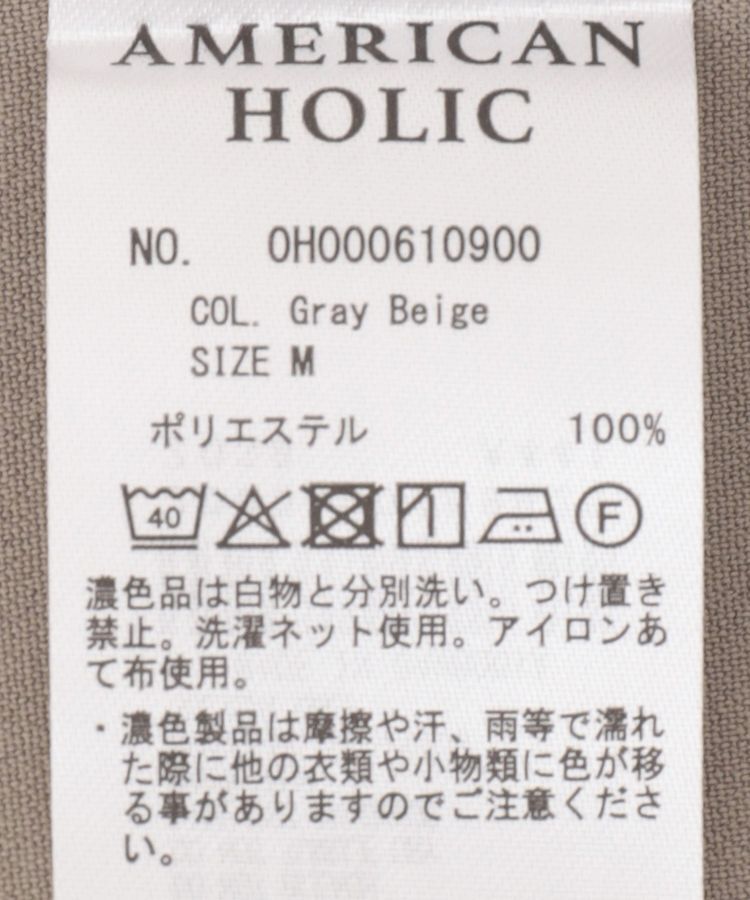 AMERICAN
HOLIC
NO. 0H000610900
COL. Gray Beige
SIZE M
ポリエステル 100%
40 F
濃色品は白物と分別洗い。つけ置き
禁止。洗濯ネット使用。アイロンあ
て布使用。
・濃色製品は摩擦や汗、雨等で濡れ
た際に他の衣類や小物類に色が移
る事がありますのでご注意くださ
い。